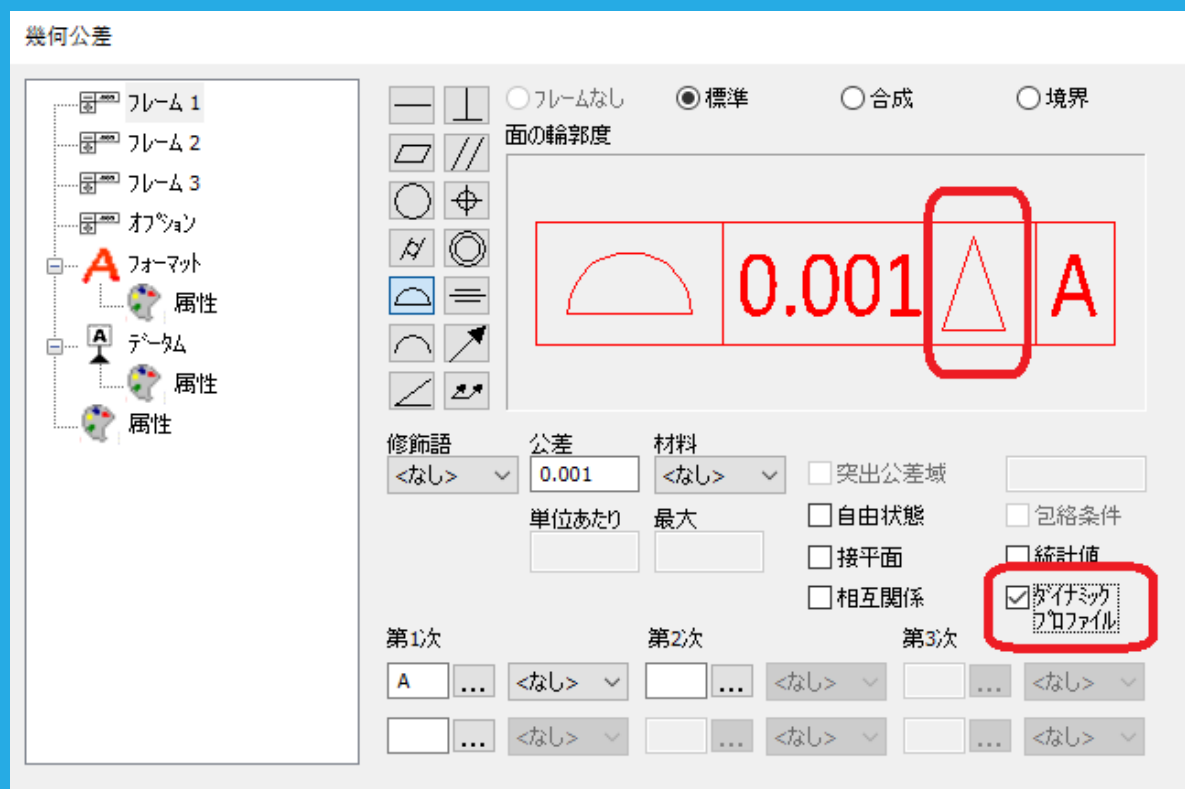 幾何公差
フレーム 1
フレーム 2
フレーム 3
オプション
フォーマット
属性
A
データム
属性
属性
フレームなし 標準 合成 境界
面の輪郭度
0.001 A
修飾語 公差 材料
<なし> 0.001 <なし> 突出公差域
単位あたり 最大 自由状態 包絡条件
接平面 統計値
相互関係 ダイナミック
プロファイル
第1次 第2次 第3次
A ... <なし> ... <なし> ... <なし>
... <なし> ... <なし> ... <なし>